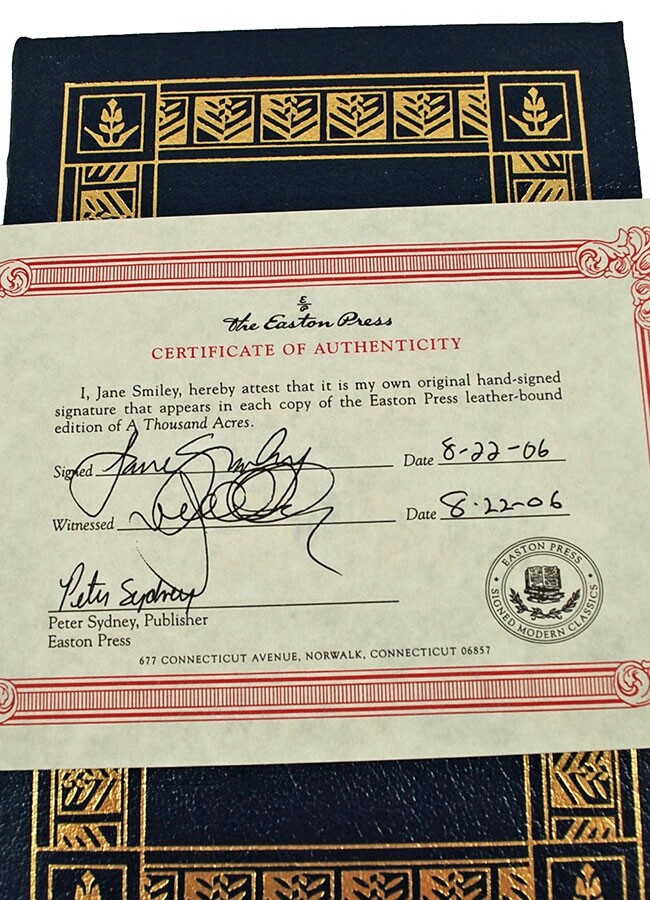 E
P
the Easton Press
CERTIFICATE OF AUTHENTICITY
I, Jane Smiley, hereby attest that it is my own original hand-signed
signature that appears in each copy of the Easton Press leather-bound
edition of A Thousand Acres.
Signed Jane Smiley Date 8-22-06
Witnessed Date 8-22-06
Peter Sydney
Peter Sydney, Publisher
Easton Press
EASTON PRESS
SIGNED MODERN CLASSICS
677 CONNECTICUT AVENUE, NORWALK, CONNECTICUT 06857